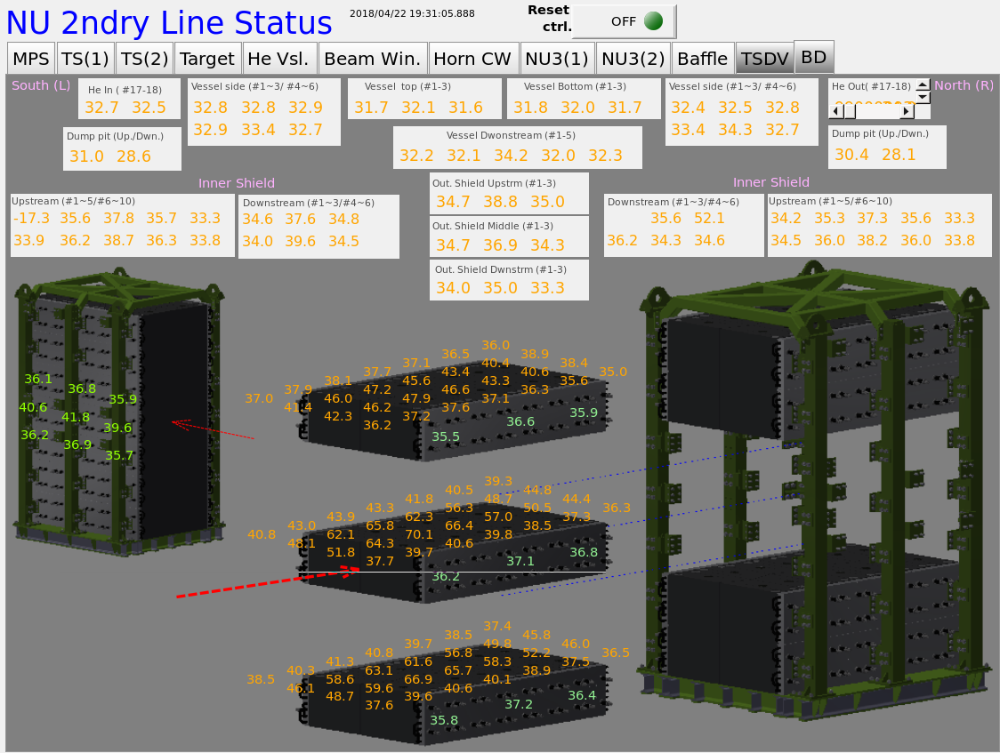 NU 2ndry Line Status
2018/04/22 19:31:05.888
Reset
ctrl.
OFF
MPS TS(1) TS(2) Target He Vsl. Beam Win. Horn CW NU3(1) NU3(2) Baffle TSDV BD
South (L)
He In ( #17-18)
32.7 32.5
Vessel side (#1~3/ #4~6)
32.8 32.8 32.9
32.9 33.4 32.7
Vessel top (#1-3)
31.7 32.1 31.6
Vessel Bottom (#1-3)
31.8 32.0 31.7
Vessel side (#1~3/ #4~6)
32.4 32.5 32.8
33.4 34.3 32.7
He Out( #17-18)
North (R)
Dump pit (Up./Dwn.)
31.0 28.6
Vessel Dwonstream (#1-5)
32.2 32.1 34.2 32.0 32.3
Dump pit (Up./Dwn.)
30.4 28.1
Inner Shield
Upstream (#1~5/#6~10)
-17.3 35.6 37.8 35.7 33.3
33.9 36.2 38.7 36.3 33.8
Downstream (#1~3/#4~6)
34.6 37.6 34.8
34.0 39.6 34.5
Out. Shield Upstrm (#1-3)
34.7 38.8 35.0
Out. Shield Middle (#1-3)
34.7 36.9 34.3
Out. Shield Dwnstrm (#1-3)
34.0 35.0 33.3
Inner Shield
Downstream (#1~3/#4~6)
35.6 52.1
36.2 34.3 34.6
Upstream (#1~5/#6~10)
34.2 35.3 37.3 35.6 33.3
34.5 36.0 38.2 36.0 33.8
36.1
36.8
35.9
40.6
41.8
39.6
36.2
36.9
35.7
36.0
36.5 38.9
37.1 40.4 38.4
37.7 43.4 40.6 35.0
38.1 45.6 43.3 35.6
37.9 47.2 46.6 36.3
37.0 46.0 47.9 37.1
41.4 46.2 37.6
42.3 37.2
36.2
35.9
36.6
35.5
39.3
40.5 44.8
41.8 48.7 44.4
43.3 56.3 50.5 36.3
43.9 62.3 57.0 37.3
43.0 65.8 66.4 38.5
40.8 62.1 70.1 39.8
48.1 64.3 40.6
51.8 39.7
37.7
36.8
37.1
36.2
37.4
38.5 45.8
39.7 49.8 46.0
40.8 56.8 52.2 36.5
41.3 61.6 58.3 37.5
40.3 63.1 65.7 38.9
38.5 58.6 66.9 40.1
46.1 59.6 40.6
48.7 39.6
37.6
36.4
37.2
35.8